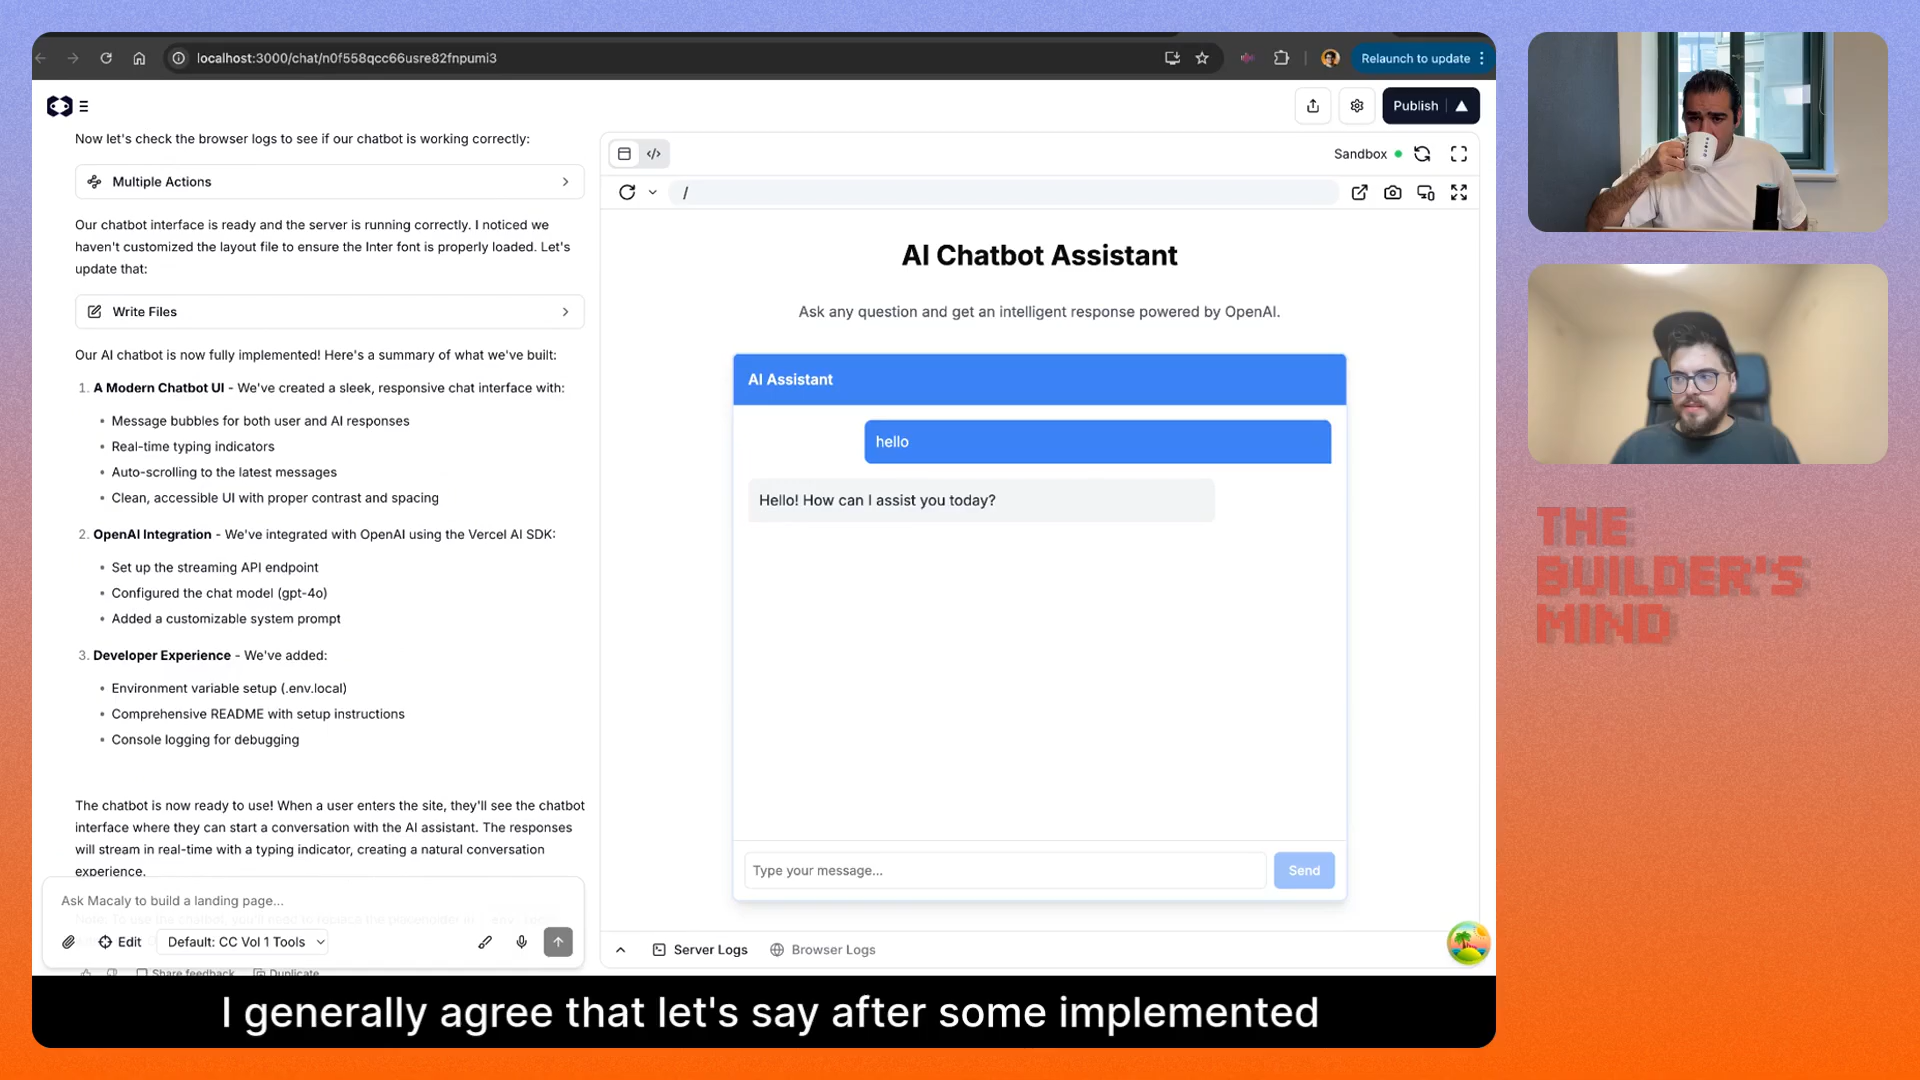 localhost:3000/chat/n0f558qcc66usre82fnpumi3
Relaunch to update
Publish
Now let's check the browser logs to see if our chatbot is working correctly:
Multiple Actions
Our chatbot interface is ready and the server is running correctly. I noticed we
haven't customized the layout file to ensure the Inter font is properly loaded. Let's
update that:
Write Files
Our AI chatbot is now fully implemented! Here's a summary of what we've built:
1. A Modern Chatbot UI - We've created a sleek, responsive chat interface with:
• Message bubbles for both user and AI responses
• Real-time typing indicators
• Auto-scrolling to the latest messages
• Clean, accessible UI with proper contrast and spacing
2. OpenAI Integration - We've integrated with OpenAI using the Vercel AI SDK:
• Set up the streaming API endpoint
• Configured the chat model (gpt-4o)
• Added a customizable system prompt
3. Developer Experience - We've added:
• Environment variable setup (.env.local)
• Comprehensive README with setup instructions
• Console logging for debugging
The chatbot is now ready to use! When a user enters the site, they'll see the chatbot
interface where they can start a conversation with the AI assistant. The responses
will stream in real-time with a typing indicator, creating a natural conversation
experience.
Ask Macaly to build a landing page...
Edit
Default: CC Vol 1 Tools
Share feedback
Duplicate
Sandbox
/
AI Chatbot Assistant
Ask any question and get an intelligent response powered by OpenAI.
AI Assistant
hello
Hello! How can I assist you today?
Type your message...
Send
Server Logs
Browser Logs
I generally agree that let's say after some implemented
THE
BUILDER'S
MIND